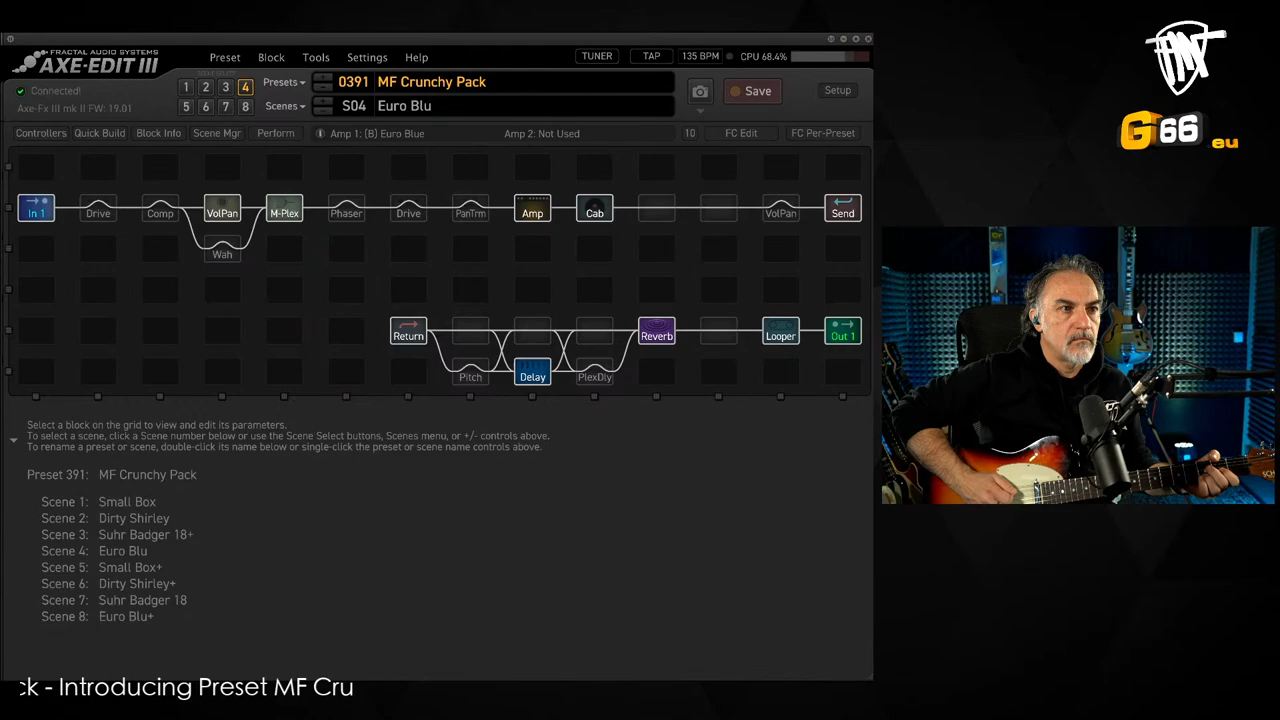 FRACTAL AUDIO SYSTEMS
AXE-EDIT III
Preset Block Tools Settings Help
TUNER TAP 135 BPM CPU 68.4%
SCENE SELECT
1 2 3 4
5 6 7 8
Presets 0391 MF Crunchy Pack
Scenes S04 Euro Blu
Save
Setup
Connected!
Axe-Fx III mk II FW: 19.01
Controllers Quick Build Block Info Scene Mgr Perform Amp 1: (B) Euro Blue Amp 2: Not Used 10 FC Edit FC Per-Preset
In 1 Drive Comp VolPan M-Plex Phaser Drive PanTrm Amp Cab VolPan Send
Wah
Return Reverb Looper Out 1
Pitch Delay PlexDly
Select a block on the grid to view and edit its parameters.
To select a scene, click a Scene number below or use the Scene Select buttons, Scenes menu, or +/- controls above.
To rename a preset or scene, double-click its name below or single-click the preset or scene name controls above.
Preset 391: MF Crunchy Pack
Scene 1: Small Box
Scene 2: Dirty Shirley
Scene 3: Suhr Badger 18+
Scene 4: Euro Blu
Scene 5: Small Box+
Scene 6: Dirty Shirley+
Scene 7: Suhr Badger 18
Scene 8: Euro Blu+
ck - Introducing Preset MF Cru
G66
.eu